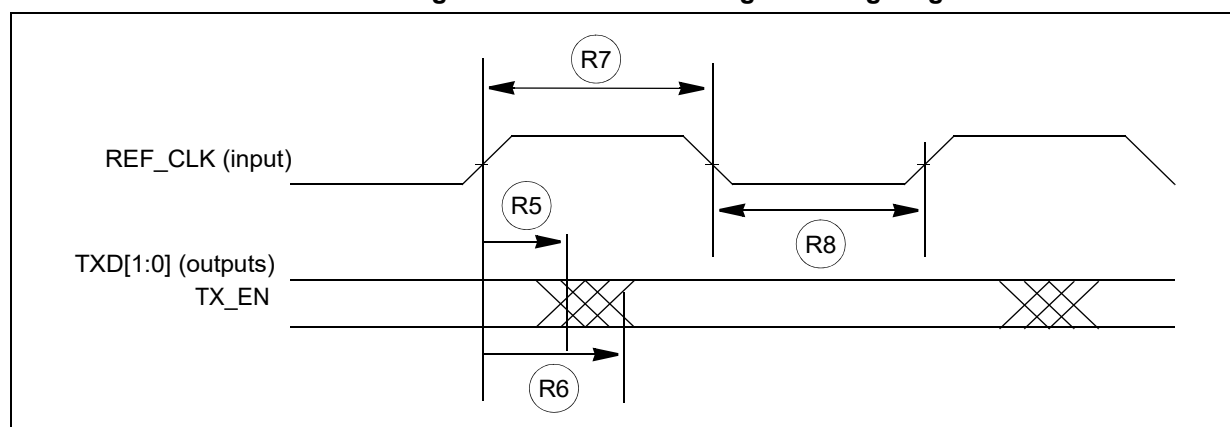 R7
REF_CLK (input)
R5
R8
TXD[1:0] (outputs)
TX_EN
R6